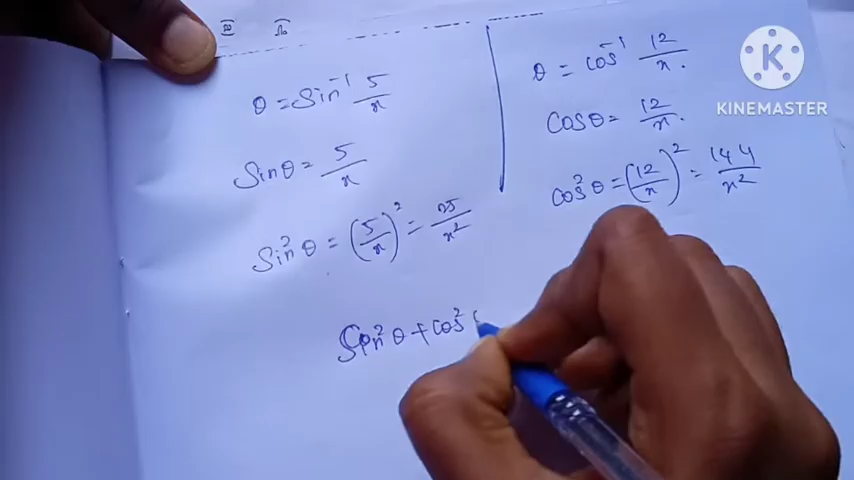 θ = Sin⁻¹ 5/x
Sinθ = 5/x
Sin²θ = (5/x)² = 25/x²
θ = cos⁻¹ 12/x.
Cosθ = 12/x.
cos²θ = (12/x)² = 144/x²
Sin²θ + cos²
KINEMASTER